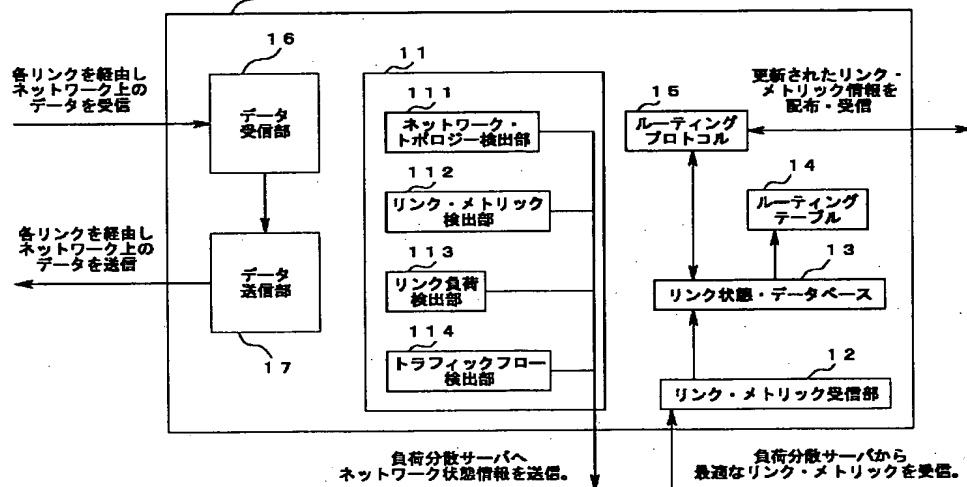 16
各リンクを経由し
ネットワーク上の
データを受信
データ
受信部
各リンクを経由し
ネットワーク上の
データを送信
データ
送信部
17
11
111
ネットワーク・
トポロジー検出部
112
リンク・メトリック
検出部
113
リンク負荷
検出部
114
トラフィックフロー
検出部
負荷分散サーバへ
ネットワーク状態情報を送信。
更新されたリンク・
メトリック情報を
配布・受信
15
ルーティング
プロトコル
14
ルーティング
テーブル
13
リンク状態・データベース
12
リンク・メトリック受信部
負荷分散サーバから
最適なリンク・メトリックを受信。